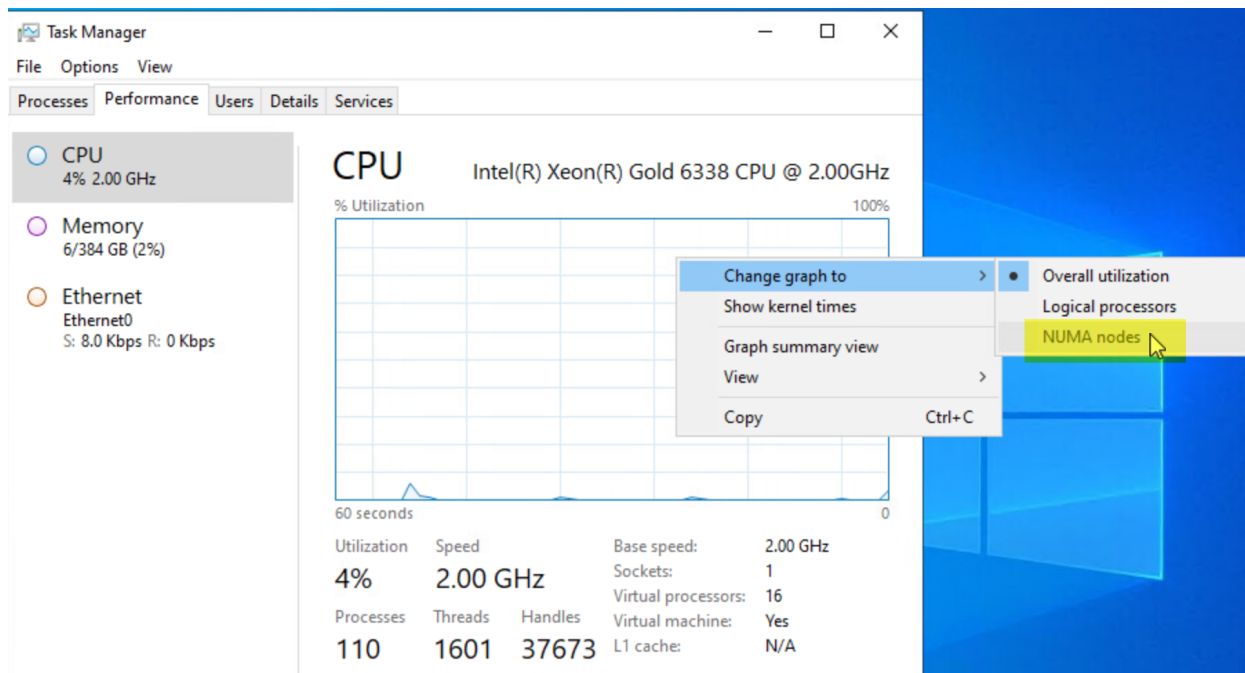 Task Manager
File Options View
Processes Performance Users Details Services
CPU
4% 2.00 GHz
Memory
6/384 GB (2%)
Ethernet
Ethernet0
S: 8.0 Kbps R: 0 Kbps
CPU Intel(R) Xeon(R) Gold 6338 CPU @ 2.00GHz
% Utilization 100%
Change graph to
Show kernel times
Graph summary view
View
Copy Ctrl+C
Overall utilization
Logical processors
NUMA nodes
60 seconds 0
Utilization Speed
4% 2.00 GHz
Processes Threads Handles
110 1601 37673
Base speed: 2.00 GHz
Sockets: 1
Virtual processors: 16
Virtual machine: Yes
L1 cache: N/A